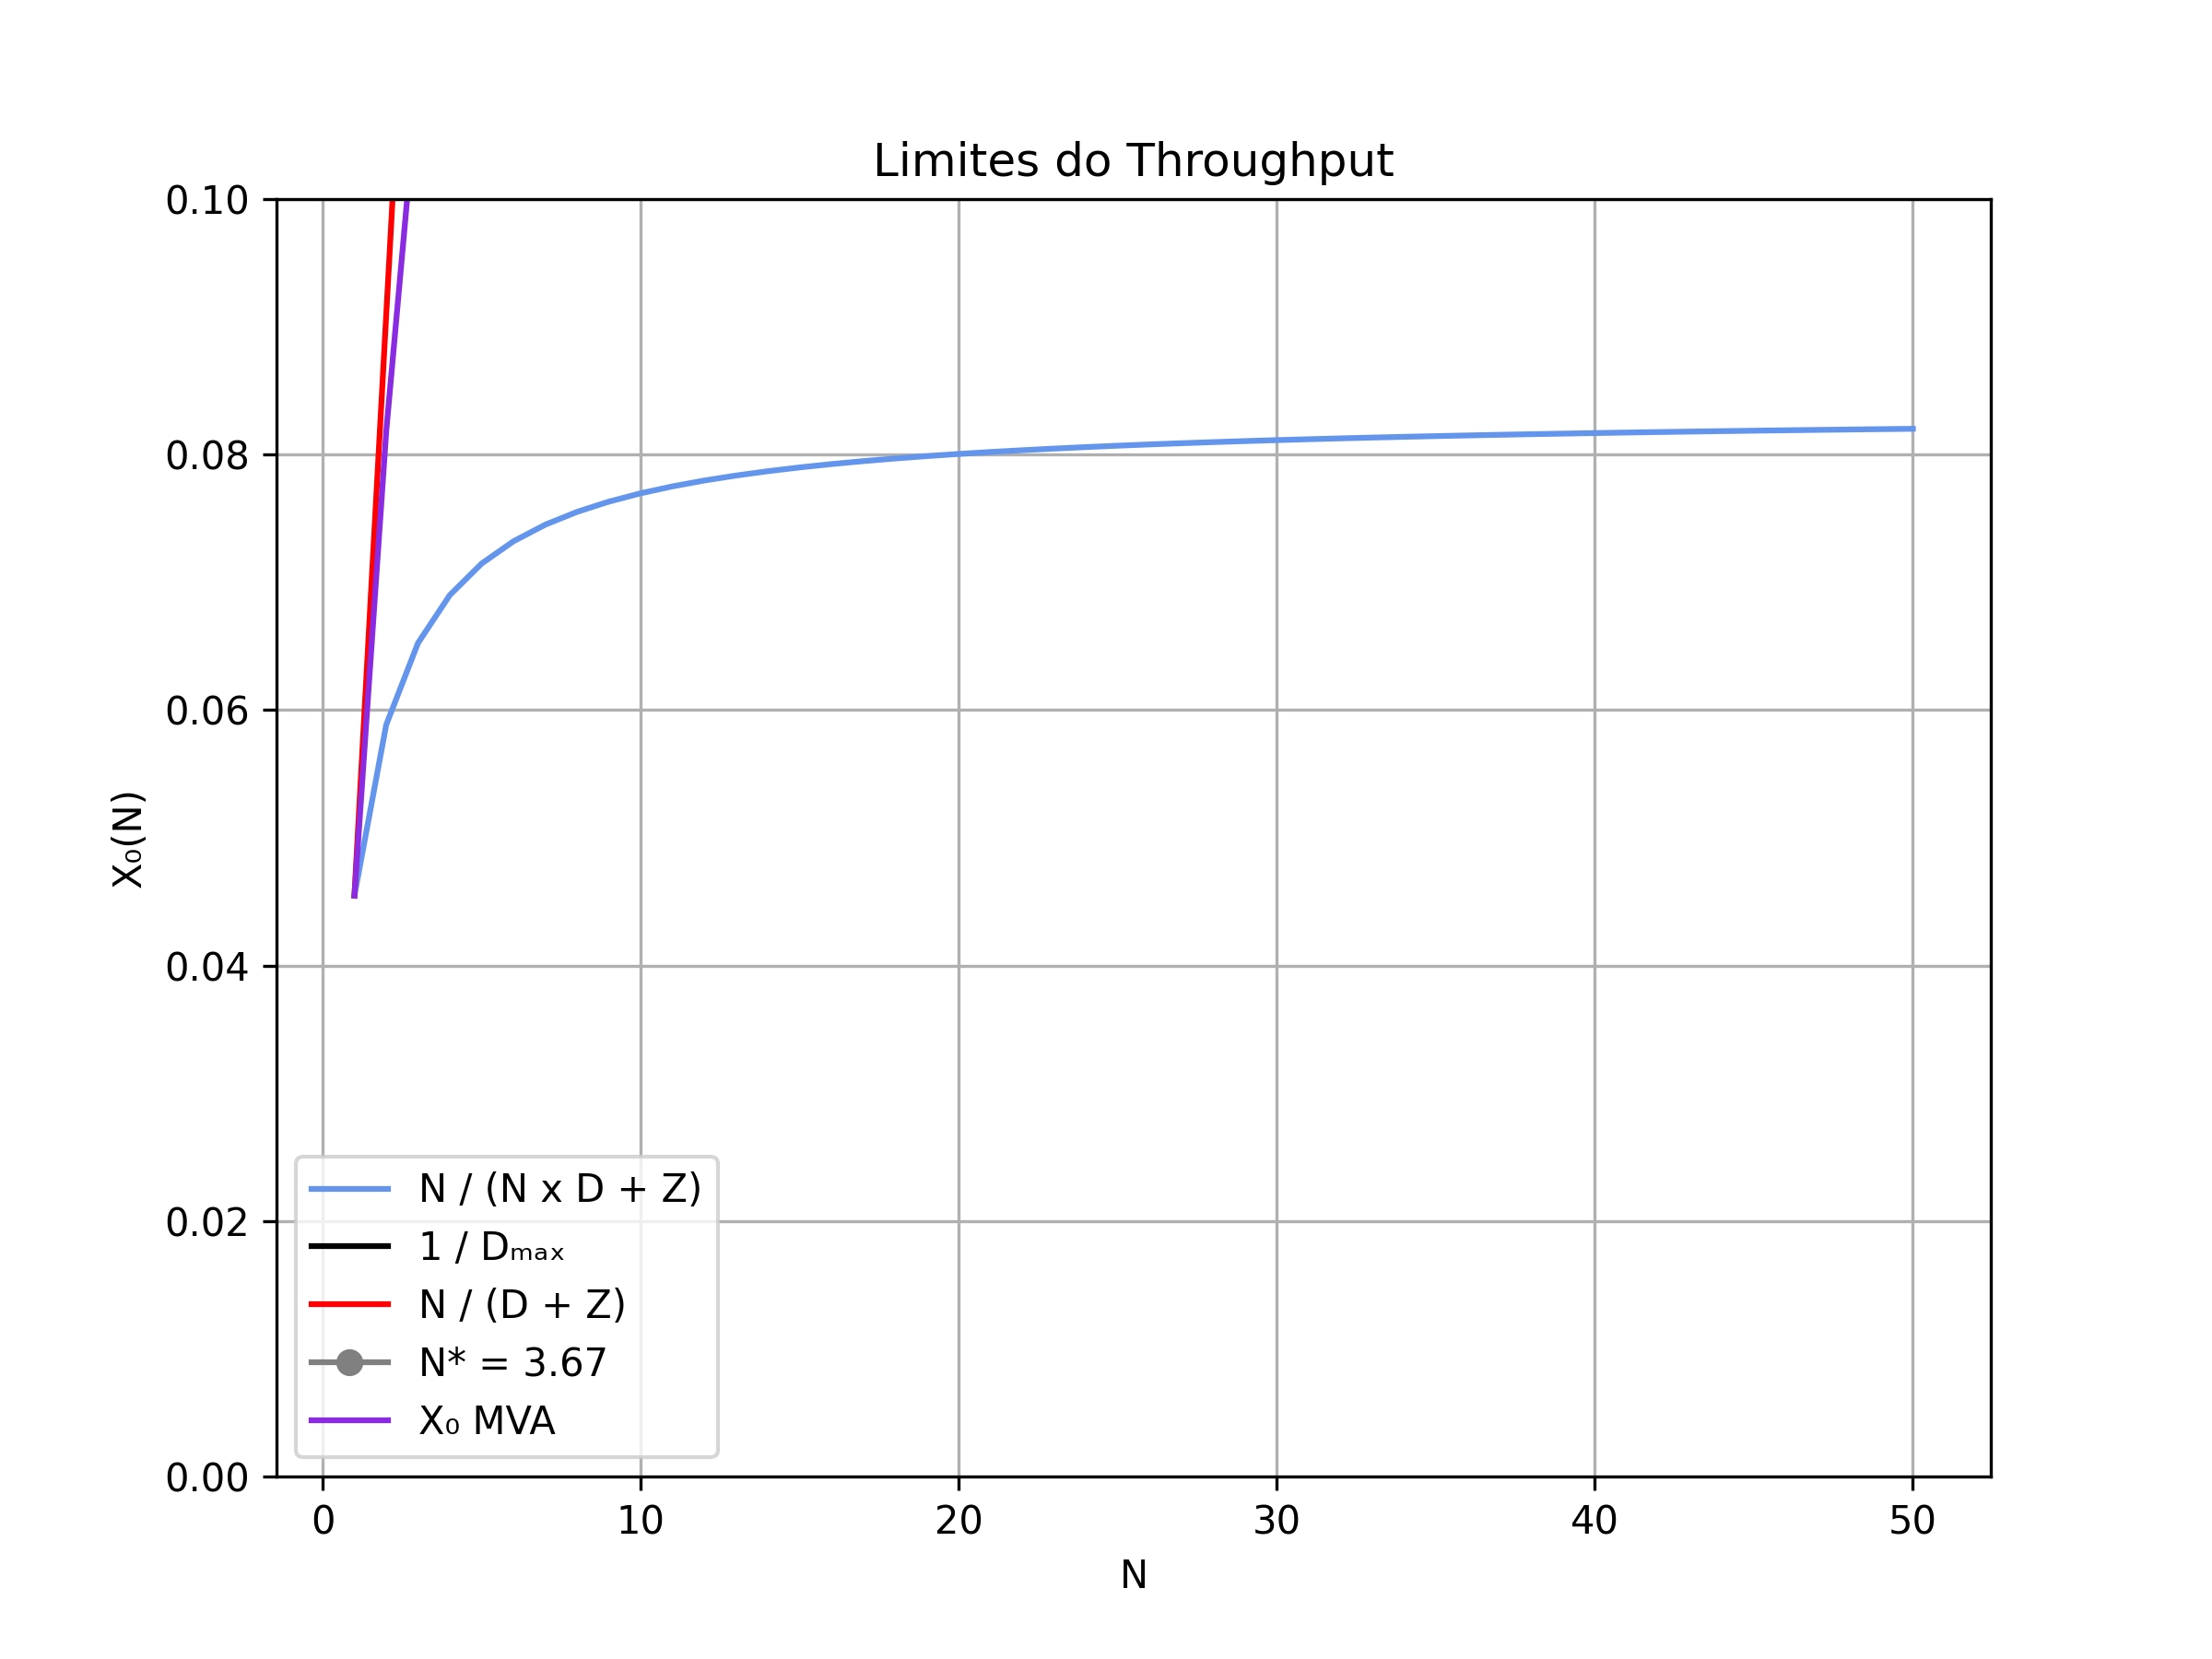 Limites do Throughput
0.10
0.08
0.06
0.04
0.02
0.00
X₀(N)
N / (N x D + Z)
1 / Dₘₐₓ
N / (D + Z)
N* = 3.67
X₀ MVA
0 10 20 30 40 50
N